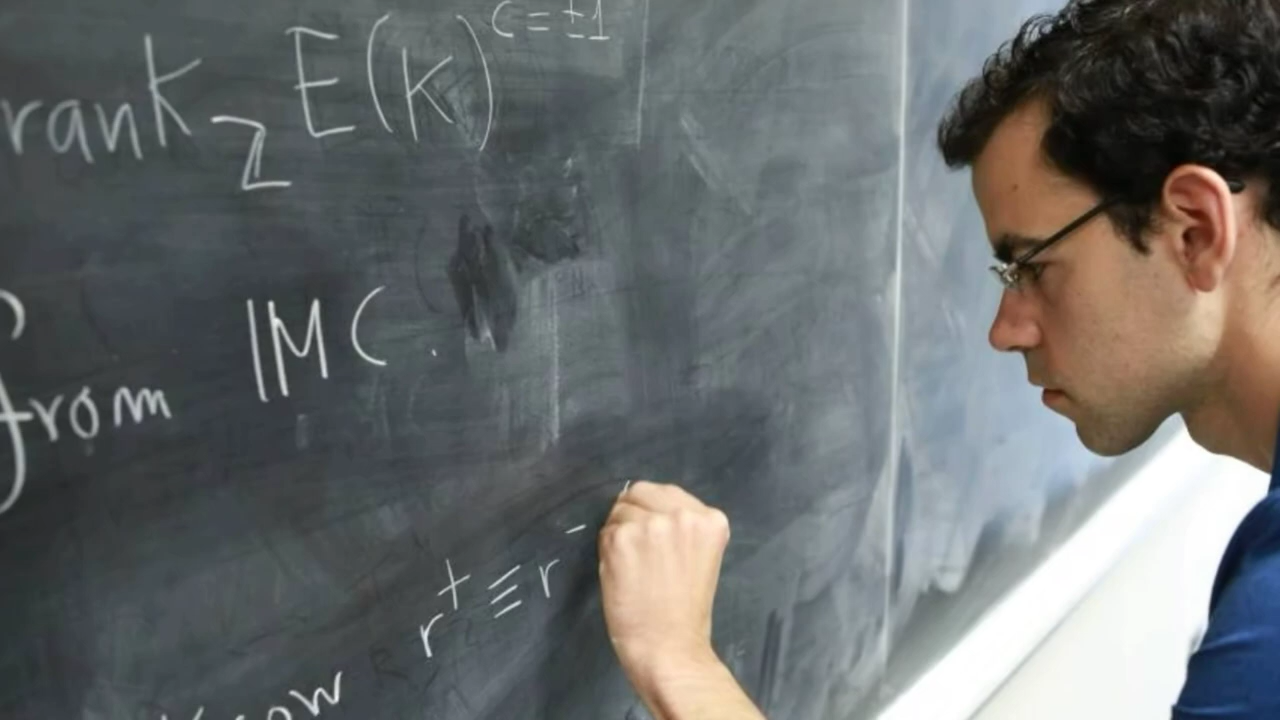 rank_Z E(K)^{c=±1}
from IMC.
know r⁺ ≡ r⁻